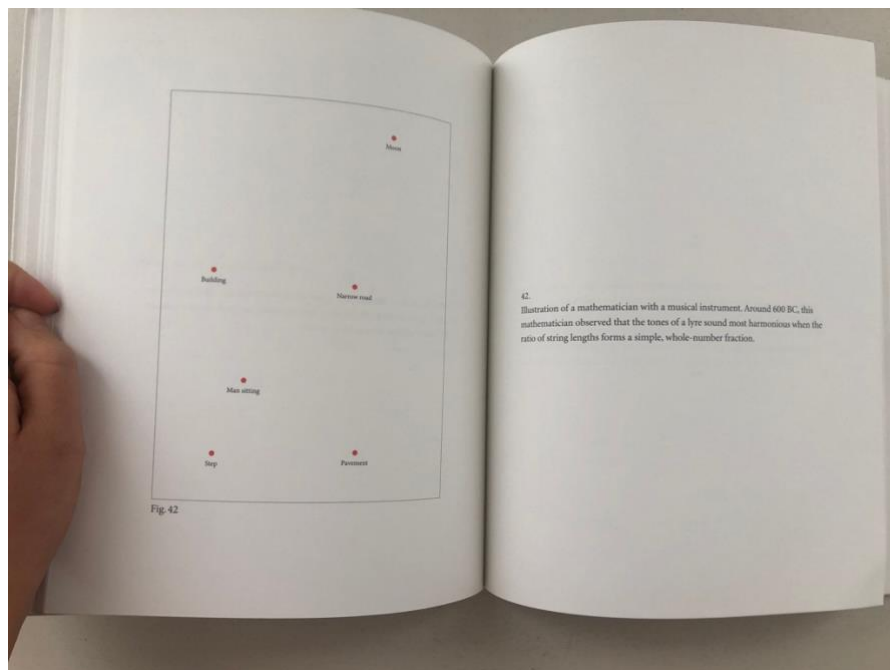 Moon
Building
Narrow road
Man sitting
Step
Pavement
Fig. 42
42.
Illustration of a mathematician with a musical instrument. Around 600 BC, this
mathematician observed that the tones of a lyre sound most harmonious when the
ratio of string lengths forms a simple, whole-number fraction.